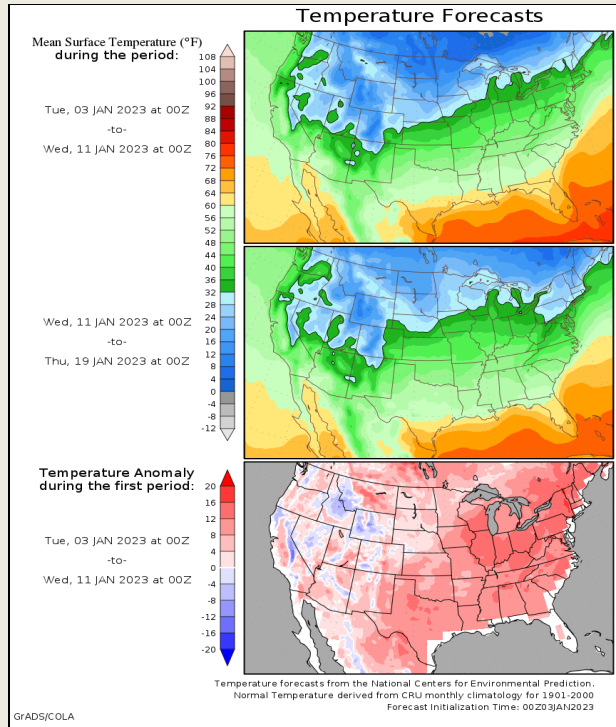 Temperature Forecasts
Mean Surface Temperature (°F)
during the period:
Tue, 03 JAN 2023 at 00Z
-to-
Wed, 11 JAN 2023 at 00Z
108
104
100
96
92
88
84
80
76
72
68
64
60
56
52
48
44
40
36
32
28
24
20
16
12
8
4
0
-4
-8
-12
Wed, 11 JAN 2023 at 00Z
-to-
Thu, 19 JAN 2023 at 00Z
Temperature Anomaly
during the first period:
Tue, 03 JAN 2023 at 00Z
-to-
Wed, 11 JAN 2023 at 00Z
20
16
12
8
4
0
-4
-8
-12
-16
-20
Temperature forecasts from the National Centers for Environmental Prediction.
Normal Temperature derived from CRU monthly climatology for 1901-2000
Forecast Initialization Time: 00Z03JAN2023
GrADS/COLA